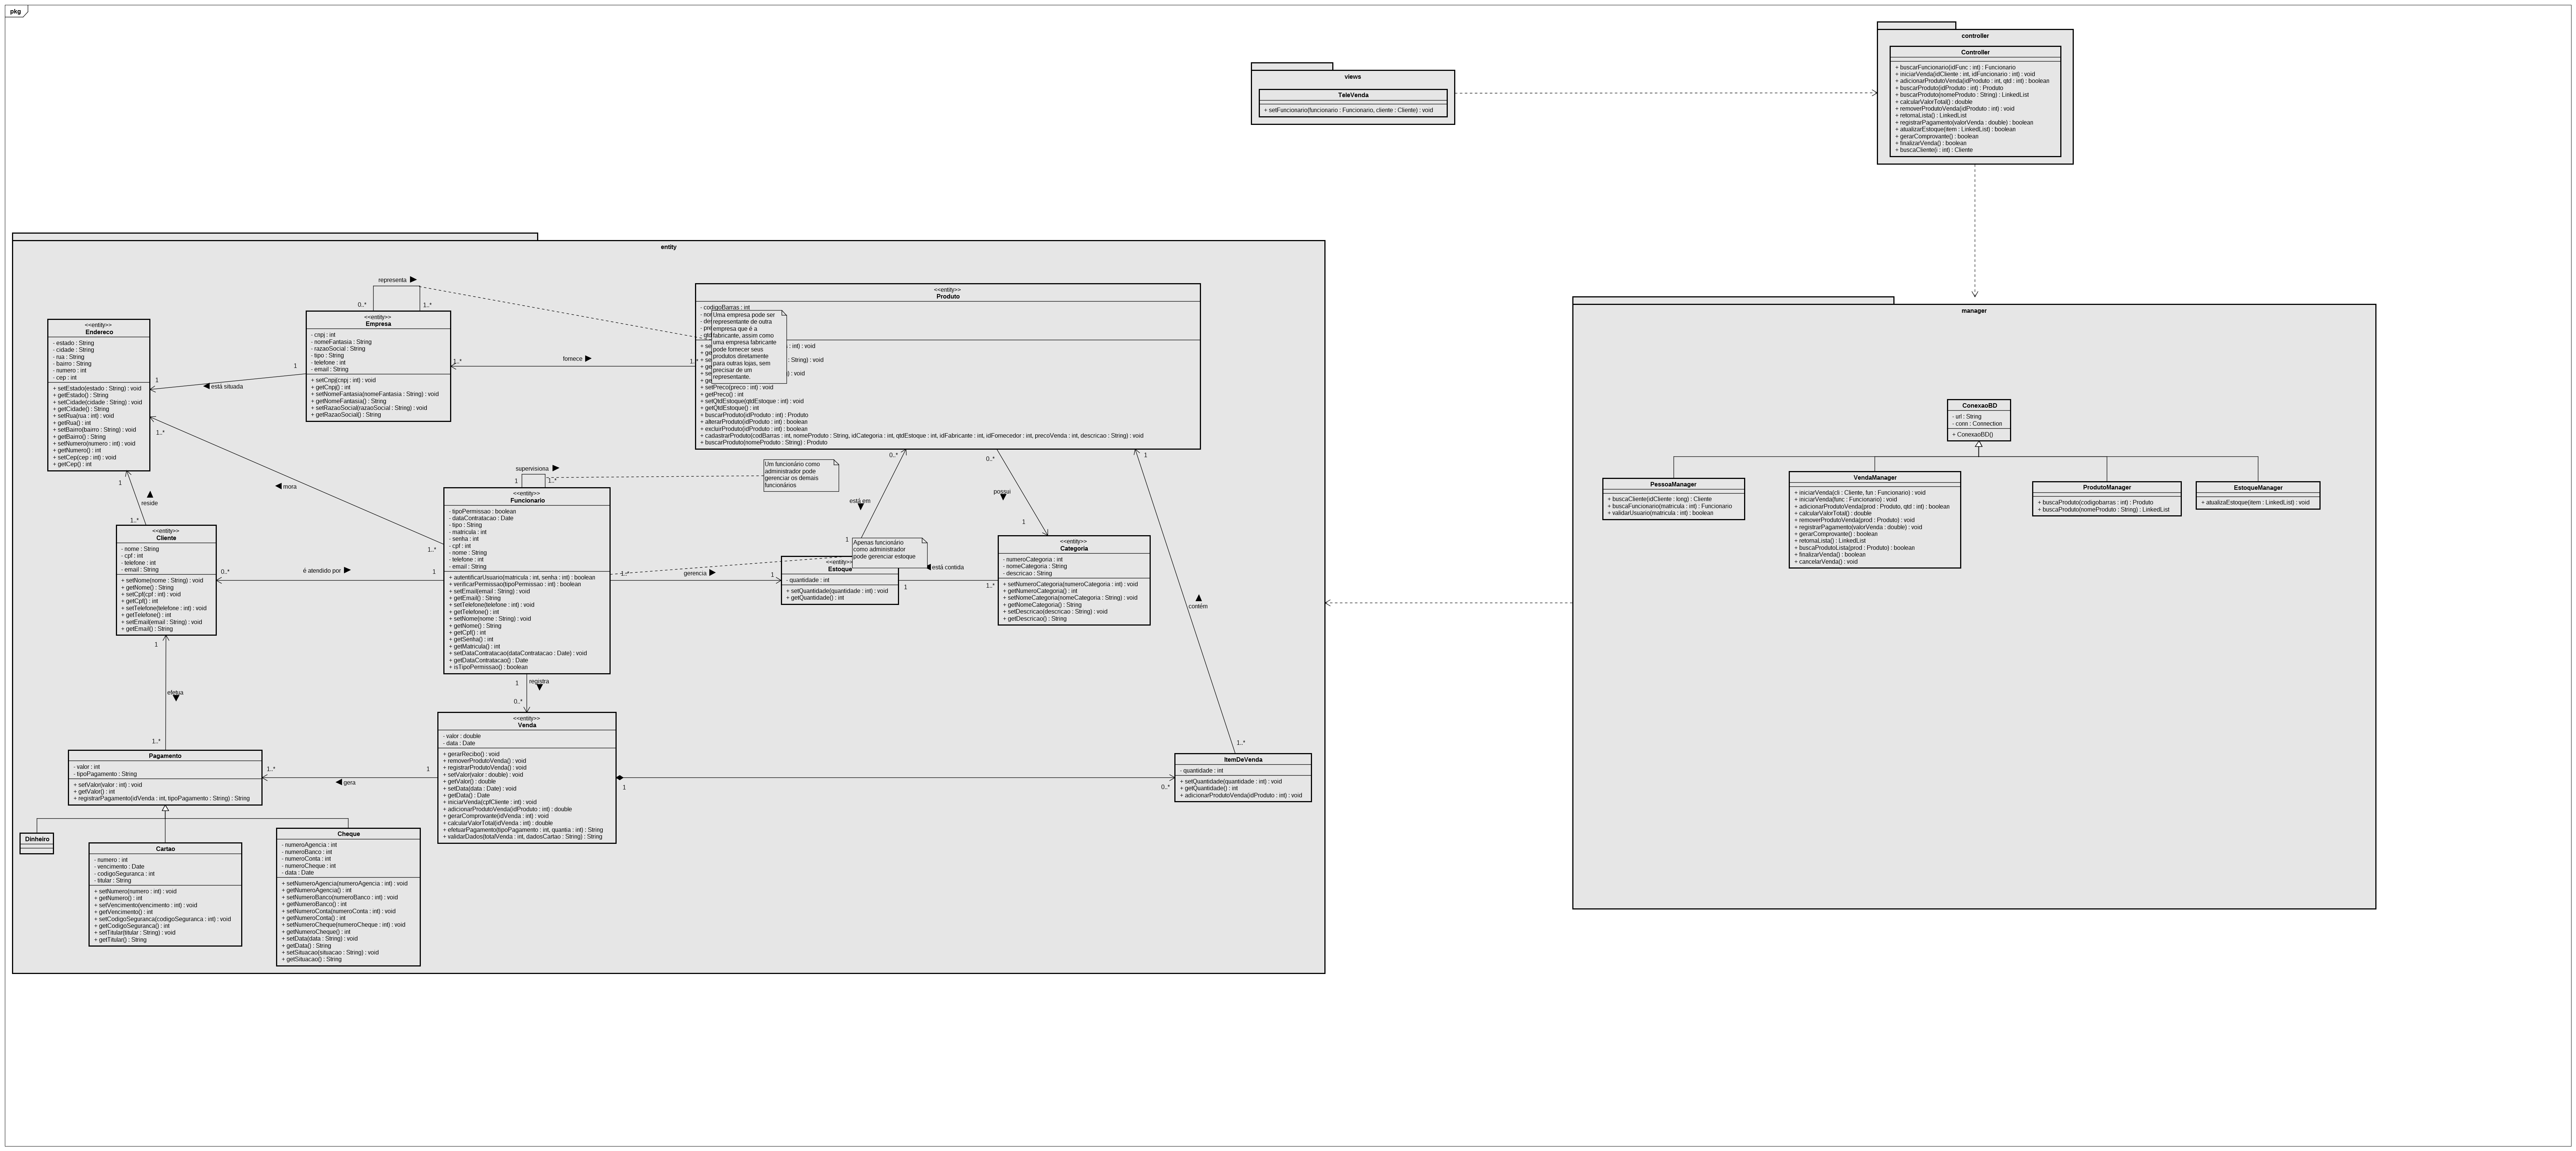 pkg
controller
Controller
+ buscarFuncionario(idFunc : int) : Funcionario
+ iniciarVenda(idCliente : int, idFuncionario : int) : void
+ adicionarProdutoVenda(idProduto : int, qtd : int) : boolean
+ buscarProduto(idProduto : int) : Produto
+ buscarProduto(nomeProduto : String) : LinkedList
+ calcularValorTotal() : double
+ removerProdutoVenda(idProduto : int) : void
+ retornaLista() : LinkedList
+ registrarPagamento(valorVenda : double) : boolean
+ atualizarEstoque(item : LinkedList) : boolean
+ gerarComprovante() : boolean
+ finalizarVenda() : boolean
+ buscaCliente(i : int) : Cliente
views
TeleVenda
+ setFuncionario(funcionario : Funcionario, cliente : Cliente) : void
entity
representa
0..*
1..*
<<entity>>
Endereco
- estado : String
- cidade : String
- rua : String
- bairro : String
- numero : int
- cep : int
+ setEstado(estado : String) : void
+ getEstado() : String
+ setCidade(cidade : String) : void
+ getCidade() : String
+ setRua(rua : int) : void
+ getRua() : int
+ setBairro(bairro : String) : void
+ getBairro() : String
+ setNumero(numero : int) : void
+ getNumero() : int
+ setCep(cep : int) : void
+ getCep() : int
1
está situada
1
<<entity>>
Empresa
- cnpj : int
- nomeFantasia : String
- razaoSocial : String
- tipo : String
- telefone : int
- email : String
+ setCnpj(cnpj : int) : void
+ getCnpj() : int
+ setNomeFantasia(nomeFantasia : String) : void
+ getNomeFantasia() : String
+ setRazaoSocial(razaoSocial : String) : void
+ getRazaoSocial() : String
1..*
fornece
1..*
<<entity>>
Produto
- codigoBarras : int
Uma empresa pode ser
representante de outra
empresa que é a
fabricante, assim como
uma empresa fabricante
pode fornecer seus
produtos diretamente
para outras lojas, sem
precisar de um
representante.
: int) : void
: String) : void
) : void
+ setPreco(preco : int) : void
+ getPreco() : int
+ setQtdEstoque(qtdEstoque : int) : void
+ getQtdEstoque() : int
+ buscarProduto(idProduto : int) : Produto
+ alterarProduto(idProduto : int) : boolean
+ excluirProduto(idProduto : int) : boolean
+ cadastrarProduto(codBarras : int, nomeProduto : String, idCategoria : int, qtdEstoque : int, idFabricante : int, idFornecedor : int, precoVenda : int, descricao : String) : void
+ buscarProduto(nomeProduto : String) : Produto
1..*
mora
1..*
1
reside
1..*
supervisiona
1
1..*
Um funcionário como
administrador pode
gerenciar os demais
funcionários
0..*
está em
1
0..*
possui
1
1
contém
1..*
<<entity>>
Cliente
- nome : String
- cpf : int
- telefone : int
- email : String
+ setNome(nome : String) : void
+ getNome() : String
+ setCpf(cpf : int) : void
+ getCpf() : int
+ setTelefone(telefone : int) : void
+ getTelefone() : int
+ setEmail(email : String) : void
+ getEmail() : String
0..*
é atendido por
1
<<entity>>
Funcionario
- tipoPermissao : boolean
- dataContratacao : Date
- tipo : String
- matricula : int
- senha : int
- cpf : int
- nome : String
- telefone : int
- email : String
+ autentificarUsuario(matricula : int, senha : int) : boolean
+ verificarPermissao(tipoPermissao : int) : boolean
+ setEmail(email : String) : void
+ getEmail() : String
+ setTelefone(telefone : int) : void
+ getTelefone() : int
+ setNome(nome : String) : void
+ getNome() : String
+ getCpf() : int
+ getSenha() : int
+ getMatricula() : int
+ setDataContratacao(dataContratacao : Date) : void
+ getDataContratacao() : Date
+ isTipoPermissao() : boolean
1..*
gerencia
1
Apenas funcionário
como administrador
pode gerenciar estoque
<<entity>>
Estoque
- quantidade : int
+ setQuantidade(quantidade : int) : void
+ getQuantidade() : int
está contida
1
1..*
<<entity>>
Categoria
- numeroCategoria : int
- nomeCategoria : String
- descricao : String
+ setNumeroCategoria(numeroCategoria : int) : void
+ getNumeroCategoria() : int
+ setNomeCategoria(nomeCategoria : String) : void
+ getNomeCategoria() : String
+ setDescricao(descricao : String) : void
+ getDescricao() : String
1
efetua
1..*
1
registra
0..*
<<entity>>
Venda
- valor : double
- data : Date
+ gerarRecibo() : void
+ removerProdutoVenda() : void
+ registrarProdutoVenda() : void
+ setValor(valor : double) : void
+ getValor() : double
+ setData(data : Date) : void
+ getData() : Date
+ iniciarVenda(cpfCliente : int) : void
+ adicionarProdutoVenda(idProduto : int) : double
+ gerarComprovante(idVenda : int) : void
+ calcularValorTotal(idVenda : int) : double
+ efetuarPagamento(tipoPagamento : int, quantia : int) : String
+ validarDados(totalVenda : int, dadosCartao : String) : String
Pagamento
- valor : int
- tipoPagamento : String
+ setValor(valor : int) : void
+ getValor() : int
+ registrarPagamento(idVenda : int, tipoPagamento : String) : String
1..*
gera
1
1
0..*
ItemDeVenda
- quantidade : int
+ setQuantidade(quantidade : int) : void
+ getQuantidade() : int
+ adicionarProdutoVenda(idProduto : int) : void
Dinheiro
Cartao
- numero : int
- vencimento : Date
- codigoSeguranca : int
- titular : String
+ setNumero(numero : int) : void
+ getNumero() : int
+ setVencimento(vencimento : int) : void
+ getVencimento() : int
+ setCodigoSeguranca(codigoSeguranca : int) : void
+ getCodigoSeguranca() : int
+ setTitular(titular : String) : void
+ getTitular() : String
Cheque
- numeroAgencia : int
- numeroBanco : int
- numeroConta : int
- numeroCheque : int
- data : Date
+ setNumeroAgencia(numeroAgencia : int) : void
+ getNumeroAgencia() : int
+ setNumeroBanco(numeroBanco : int) : void
+ getNumeroBanco() : int
+ setNumeroConta(numeroConta : int) : void
+ getNumeroConta() : int
+ setNumeroCheque(numeroCheque : int) : void
+ getNumeroCheque() : int
+ setData(data : String) : void
+ getData() : String
+ setSituacao(situacao : String) : void
+ getSituacao() : String
manager
ConexaoBD
- url : String
- conn : Connection
+ ConexaoBD()
PessoaManager
+ buscaCliente(idCliente : long) : Cliente
+ buscaFuncionario(matricula : int) : Funcionario
+ validarUsuario(matricula : int) : boolean
VendaManager
+ iniciarVenda(cli : Cliente, fun : Funcionario) : void
+ iniciarVenda(func : Funcionario) : void
+ adicionarProdutoVenda(prod : Produto, qtd : int) : boolean
+ calcularValorTotal() : double
+ removerProdutoVenda(prod : Produto) : void
+ registrarPagamento(valorVenda : double) : void
+ gerarComprovante() : boolean
+ retornaLista() : LinkedList
+ buscaProdutoLista(prod : Produto) : boolean
+ finalizarVenda() : boolean
+ cancelarVenda() : void
ProdutoManager
+ buscaProduto(codigobarras : int) : Produto
+ buscaProduto(nomeProduto : String) : LinkedList
EstoqueManager
+ atualizaEstoque(item : LinkedList) : void